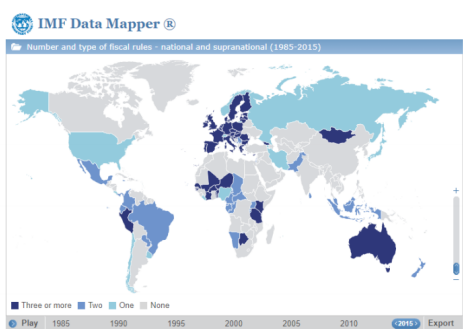 IMF Data Mapper ®
Number and type of fiscal rules - national and supranational (1985-2015)
+
-
Three or more Two One None
Play 1985 1990 1995 2000 2005 2010 <2015> Export